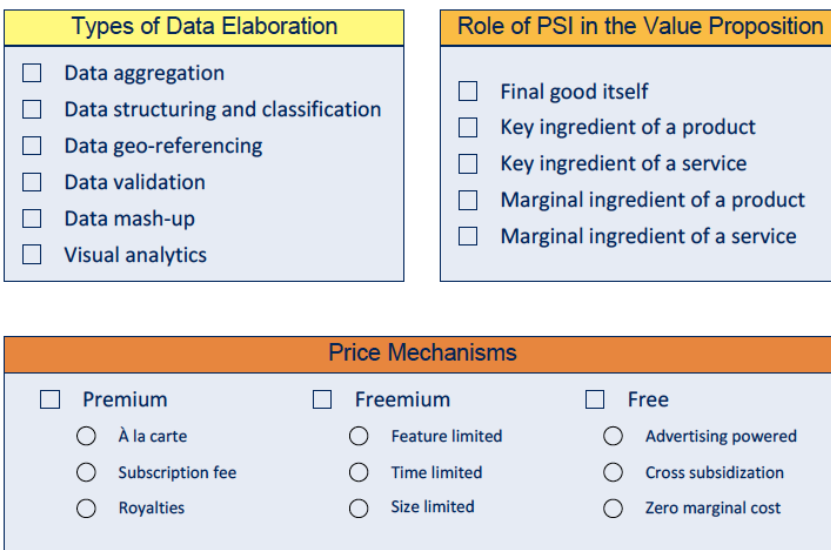 Types of Data Elaboration
Data aggregation
Data structuring and classification
Data geo-referencing
Data validation
Data mash-up
Visual analytics
Role of PSI in the Value Proposition
Final good itself
Key ingredient of a product
Key ingredient of a service
Marginal ingredient of a product
Marginal ingredient of a service
Price Mechanisms
Premium
À la carte
Subscription fee
Royalties
Freemium
Feature limited
Time limited
Size limited
Free
Advertising powered
Cross subsidization
Zero marginal cost